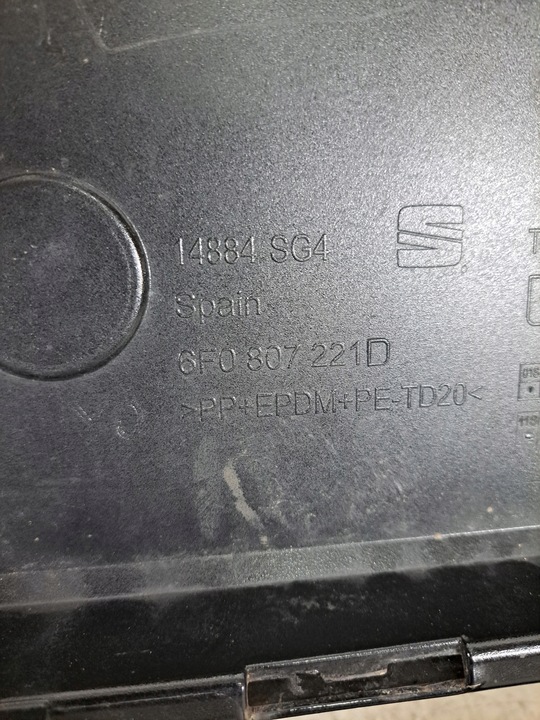 14884 SG4
Spain
6F0 807 221D
>PP+EPDM+PE-TD20<